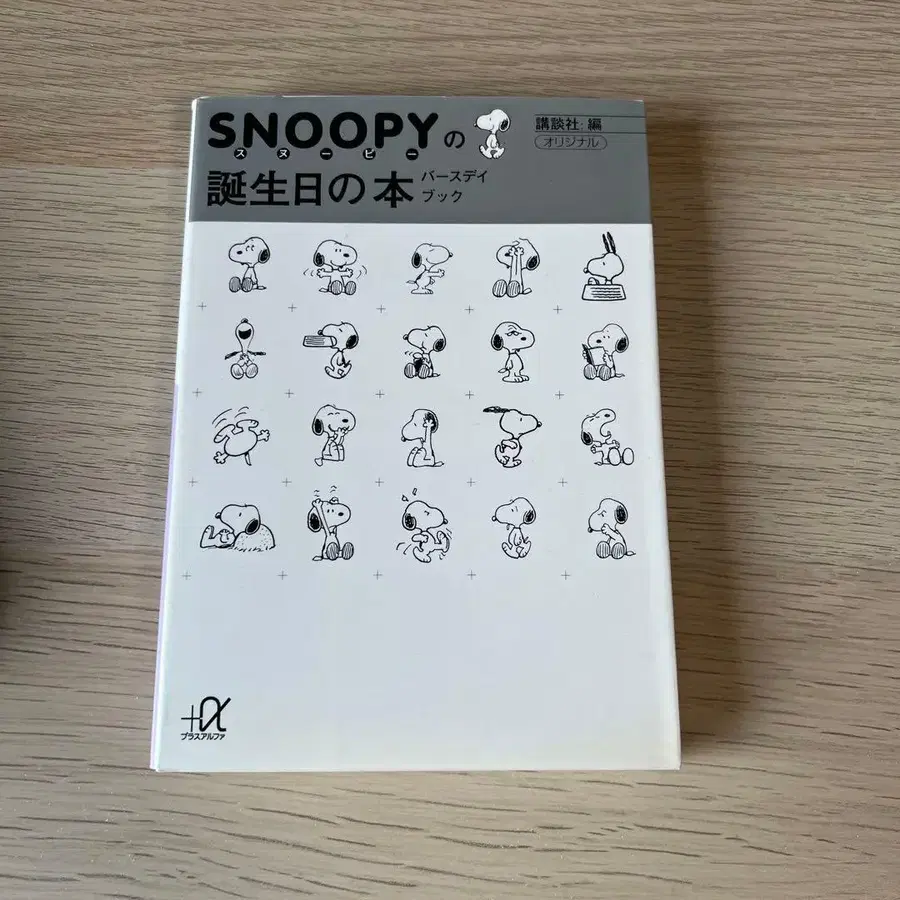 SNOOPYの
スヌーピー
講談社:編
オリジナル
誕生日の本
バースデイ
ブック
+α
プラスアルファ